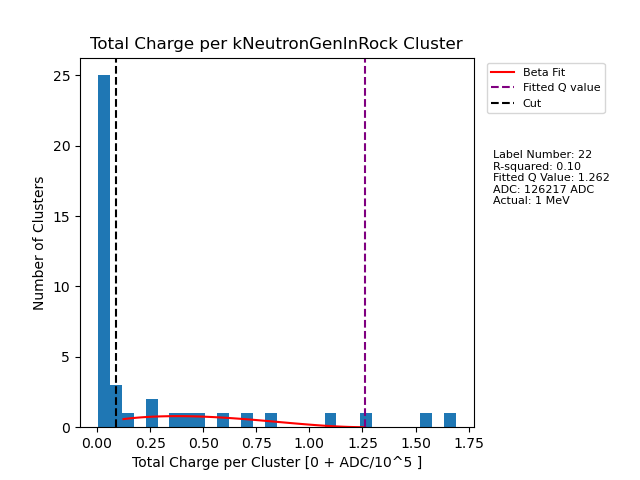 Total Charge per kNeutronGenInRock Cluster
Beta Fit
Fitted Q value
Cut
Label Number: 22
R-squared: 0.10
Fitted Q Value: 1.262
ADC: 126217 ADC
Actual: 1 MeV
Number of Clusters
25
20
15
10
5
0
0.00 0.25 0.50 0.75 1.00 1.25 1.50 1.75
Total Charge per Cluster [0 + ADC/10^5 ]